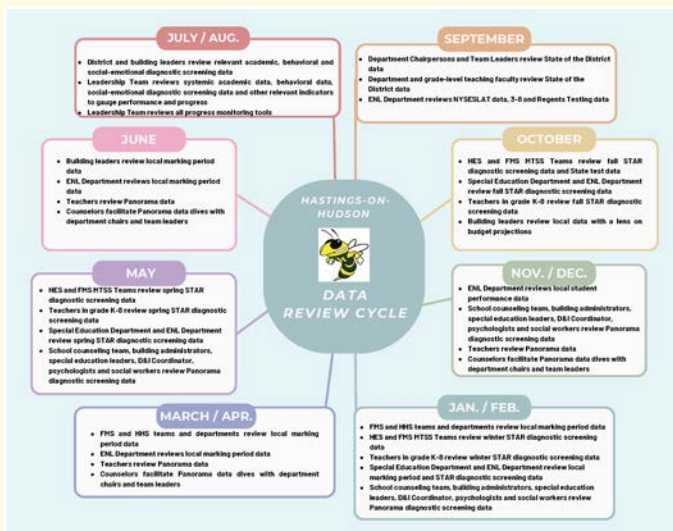 JULY / AUG.
District and building leaders review relevant academic, behavioral and
social-emotional diagnostic screening data
Leadership Team reviews systemic academic data, behavioral data,
social-emotional diagnostic screening data and other relevant indicators
to gauge performance and progress
Leadership Team reviews all progress monitoring tools
SEPTEMBER
Department Chairpersons and Team Leaders review State of the District
data
Department and grade-level teaching faculty review State of the
District data
ENL Department reviews NYSESLAT data, 3-8 and Regents Testing data
JUNE
Building leaders review local marking period
data
ENL Department reviews local marking period
data
Teachers review Panorama data
Counselors facilitate Panorama data dives with
department chairs and team leaders
OCTOBER
HES and FMS MTSS Teams review fall STAR
diagnostic screening data and State test data
Special Education Department and ENL Department
review fall STAR diagnostic screening data
Teachers in grade K-8 review fall STAR diagnostic
screening data
Building leaders review local data with a lens on
budget projections
HASTINGS-ON-
HUDSON
DATA
REVIEW CYCLE
MAY
HES and FMS MTSS Teams review spring STAR
diagnostic screening data
Teachers in grade K-8 review spring STAR diagnostic
screening data
Special Education Department and ENL Department
review spring STAR diagnostic screening data
School counseling team, building administrators,
special education leaders, D&I Coordinator,
psychologists and social workers review Panorama
diagnostic screening data
NOV. / DEC.
ENL Department reviews local student
performance data
School counseling team, building administrators,
special education leaders, D&I Coordinator,
psychologists and social workers review Panorama
diagnostic screening data
Teachers review Panorama data
Counselors facilitate Panorama data dives with
department chairs and team leaders
MARCH / APR.
FMS and HHS teams and departments review local marking
period data
ENL Department reviews local marking period data
Teachers review Panorama data
Counselors facilitate Panorama data dives with department
chairs and team leaders
JAN. / FEB.
FMS and HHS teams and departments review local marking period data
HES and FMS MTSS Teams review winter STAR diagnostic screening
data
Teachers in grade K-8 review winter STAR diagnostic screening data
Special Education Department and ENL Department review local
marking period and STAR diagnostic screening data
School counseling team, building administrators, special education
leaders, D&I Coordinator, psychologists and social workers review
Panorama diagnostic screening data